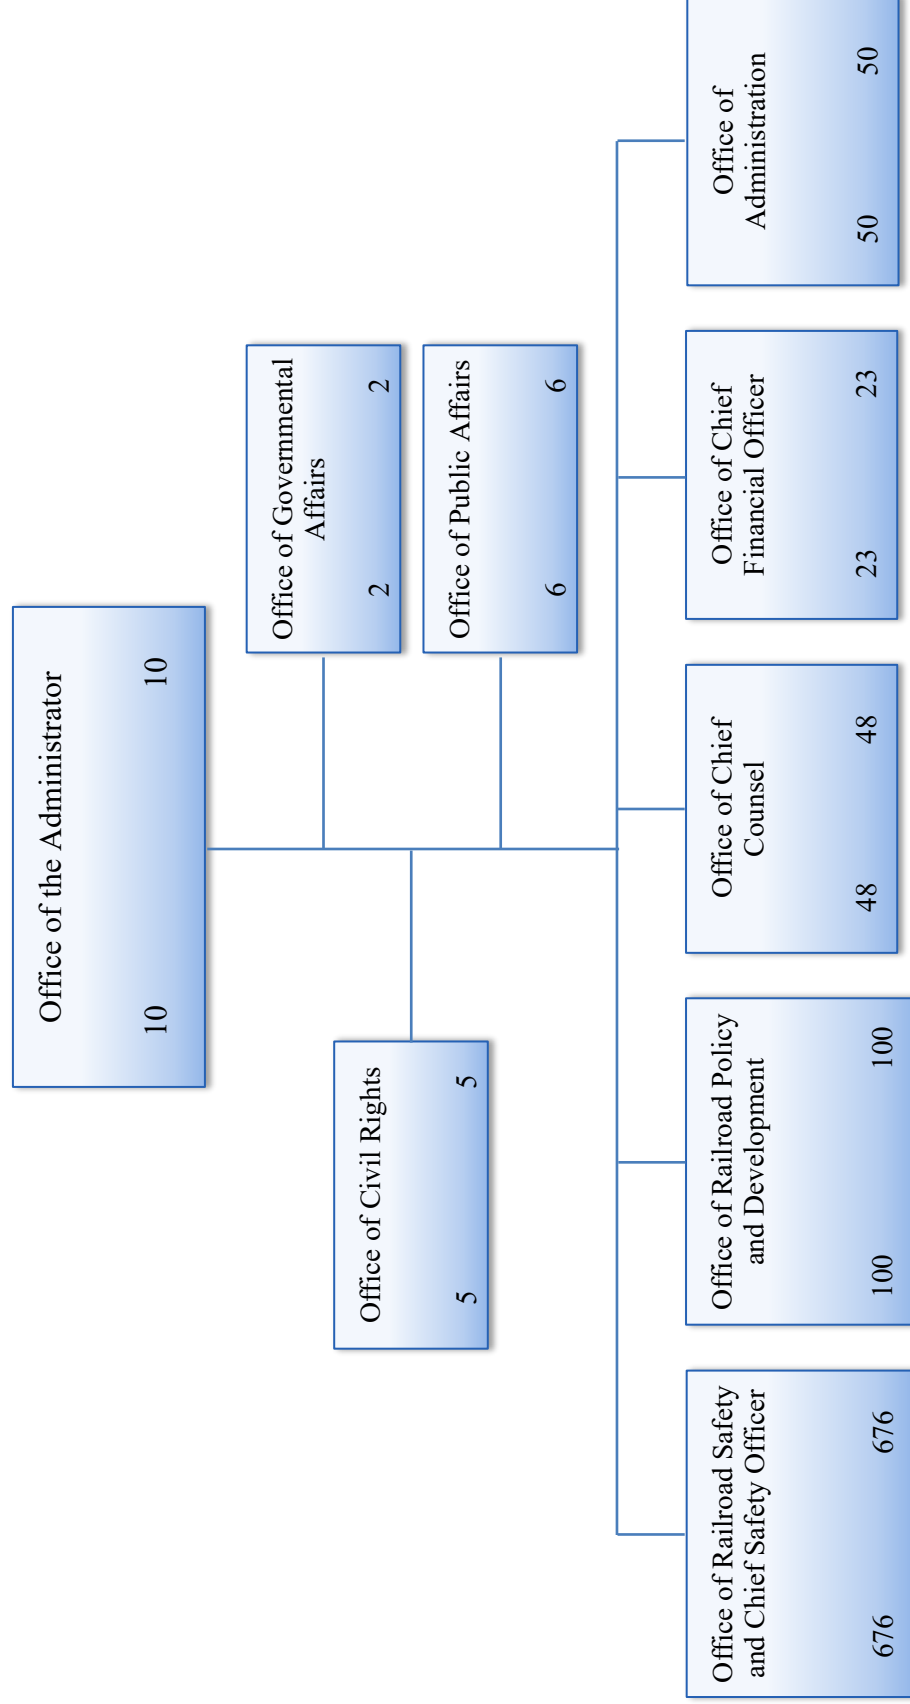 Office of the Administrator
10 10
Office of Governmental
Affairs
2 2
Office of Civil Rights
5 5
Office of Public Affairs
6 6
Office of Railroad Safety
and Chief Safety Officer
676 676
Office of Railroad Policy
and Development
100 100
Office of Chief
Counsel
48 48
Office of Chief
Financial Officer
23 23
Office of
Administration
50 50